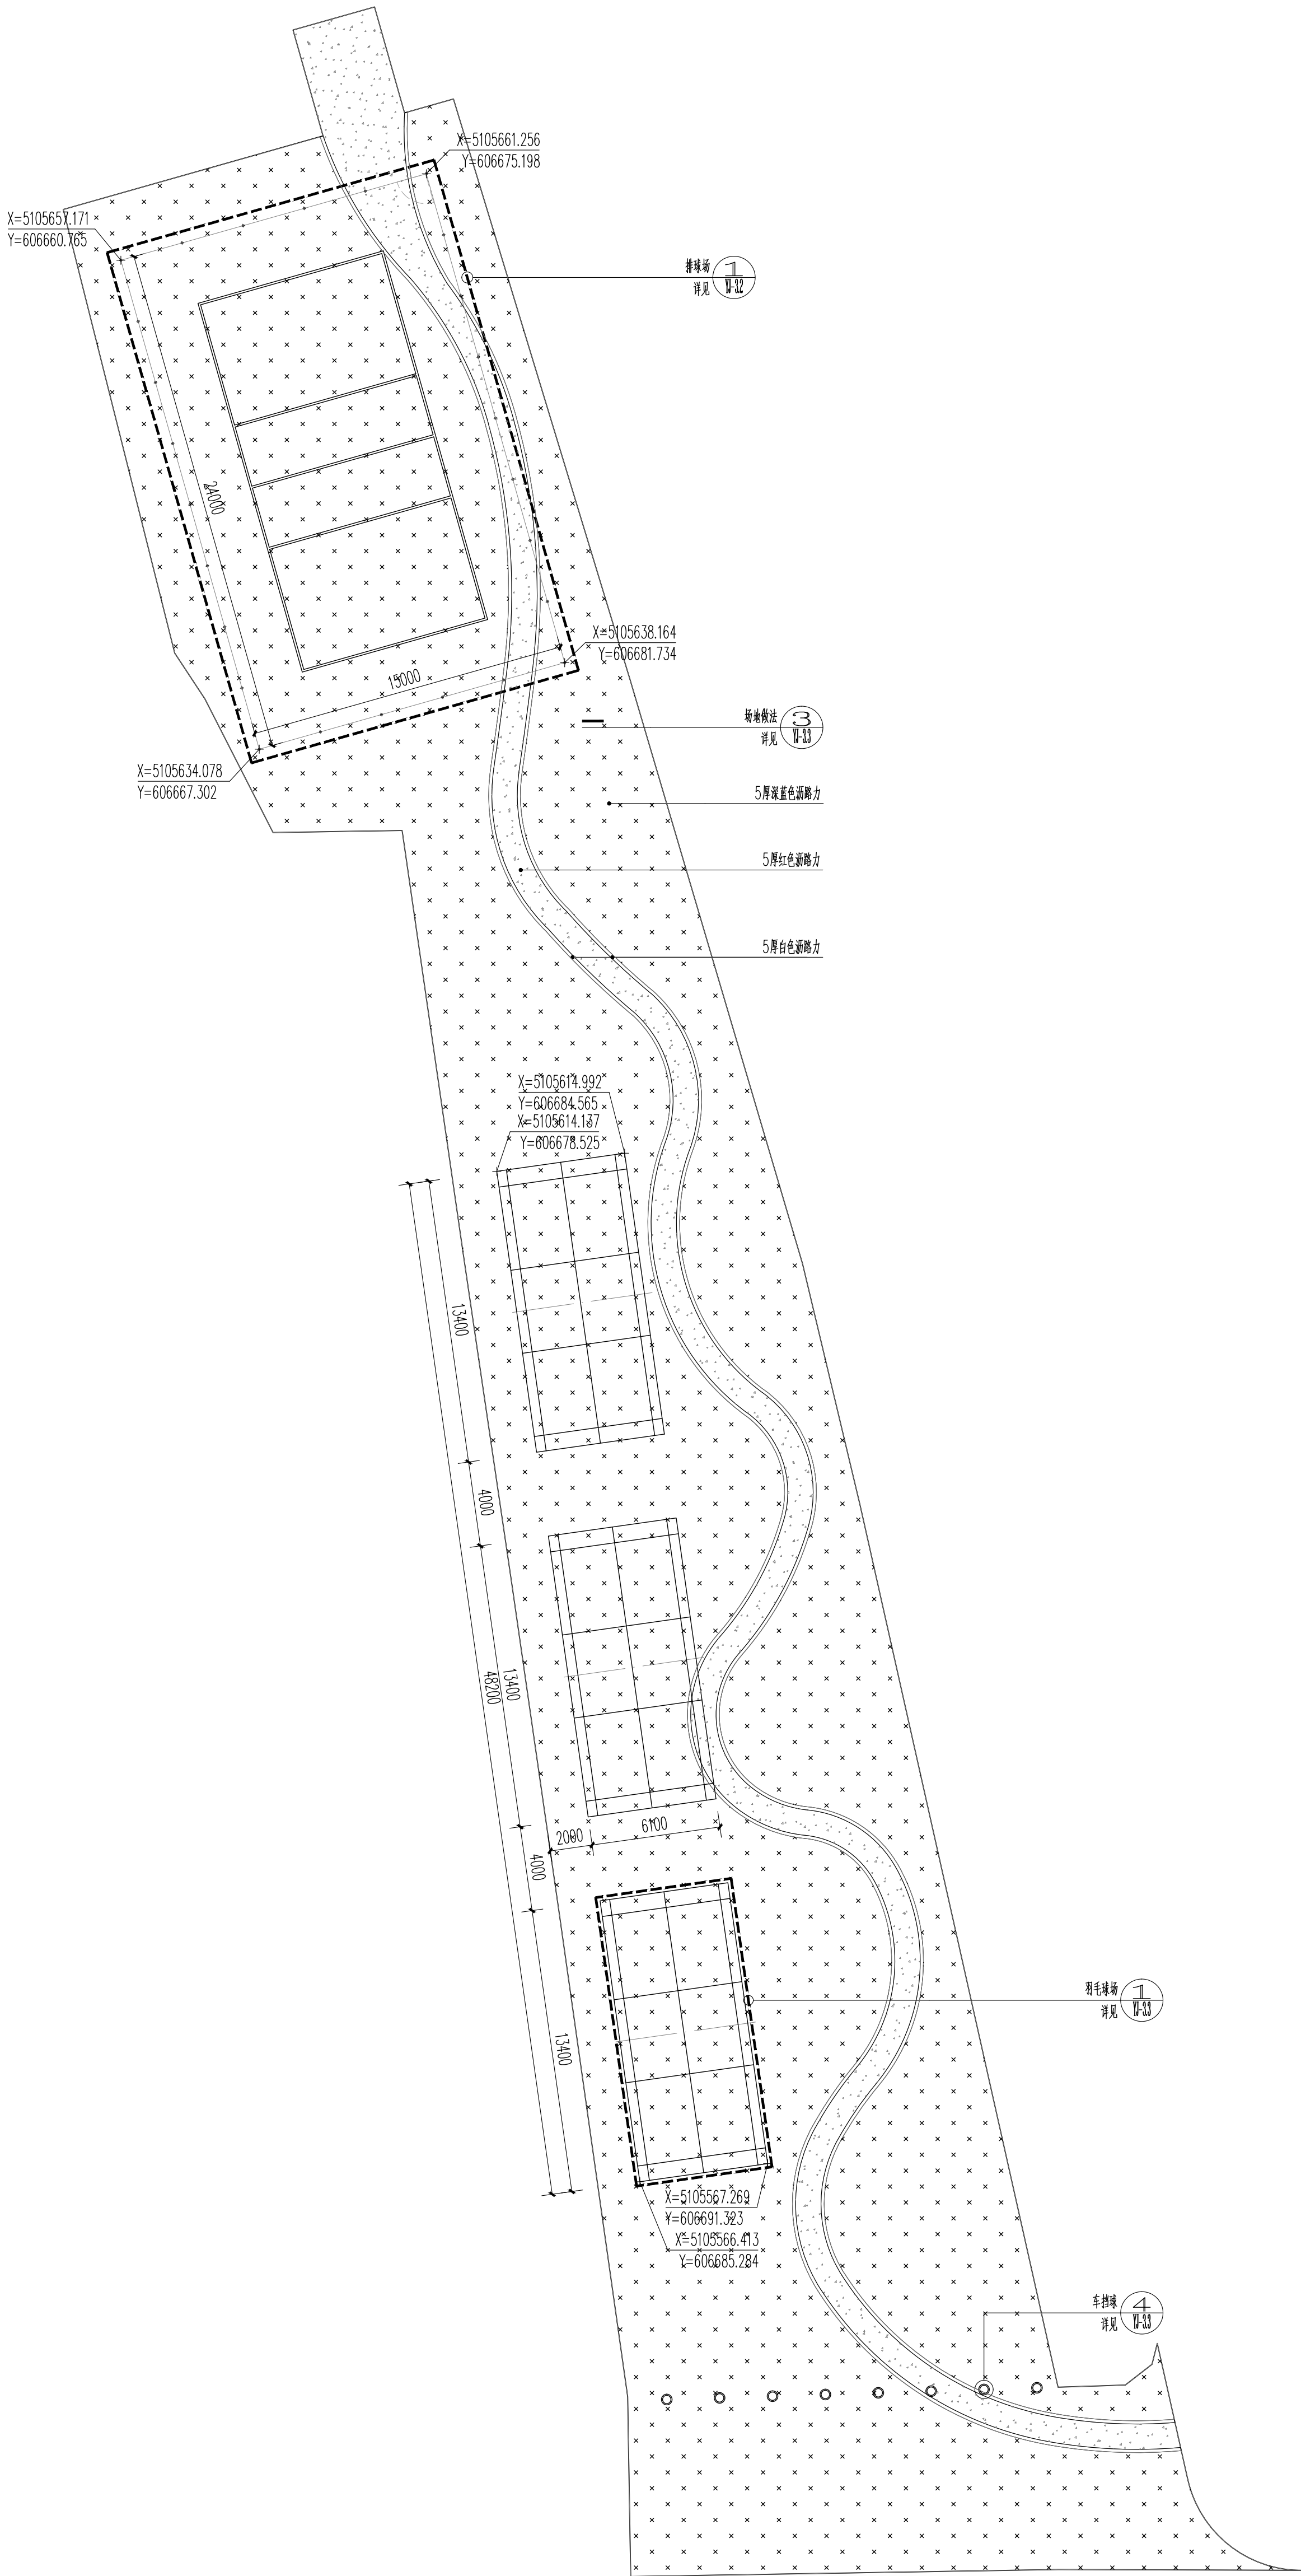 X=5105661.256
Y=606675.198
X=5105657.171
Y=606660.765
排球场
详见
1
YJ-3.2
24000
X=5105638.164
Y=606681.734
15000
场地做法
详见
3
YJ-3.3
X=5105634.078
Y=606667.302
5厚深蓝色沥路力
5厚红色沥路力
5厚白色沥路力
X=5105614.992
Y=606684.565
X=5105614.137
Y=606678.525
13400
4000
13400
48200
2000
6100
4000
羽毛球场
详见
1
YJ-3.3
13400
X=5105567.269
Y=606691.323
X=5105566.413
Y=606685.284
车挡球
详见
4
YJ-3.3